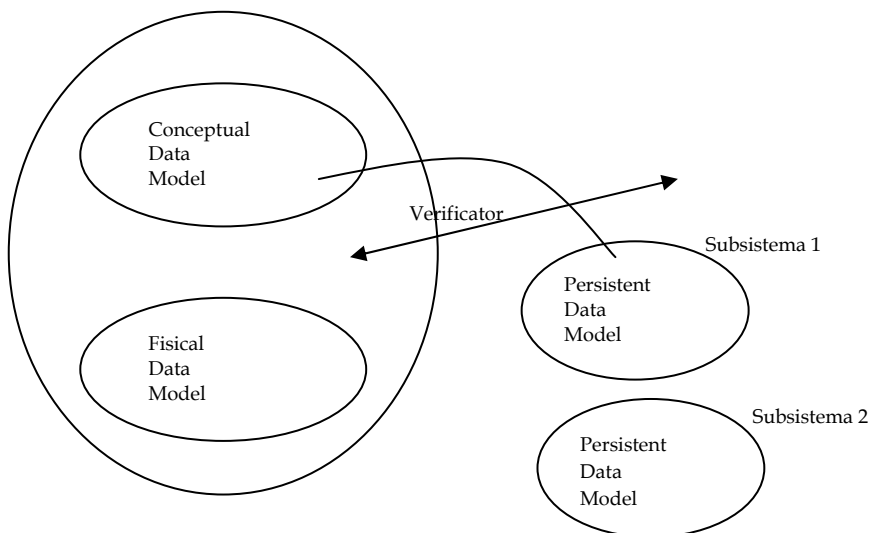 Conceptual
Data
Model
Verificator
Subsistema 1
Persistent
Data
Model
Fisical
Data
Model
Subsistema 2
Persistent
Data
Model